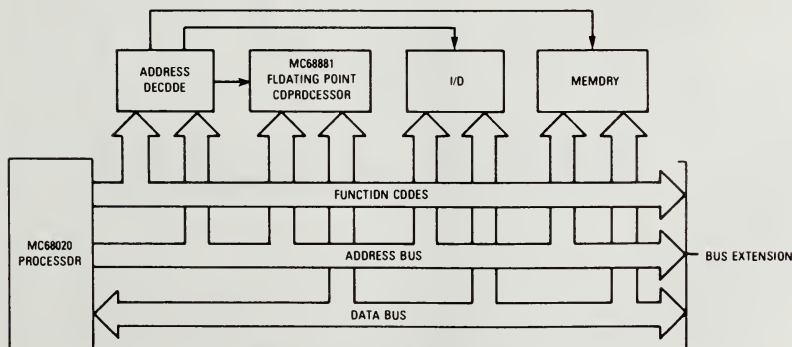 ADDRESS
DECODE
MC68881
FLOATING POINT
COPROCESSOR
I/O
MEMORY
FUNCTION CODES
MC68020
PROCESSOR
ADDRESS BUS
BUS EXTENSION
DATA BUS